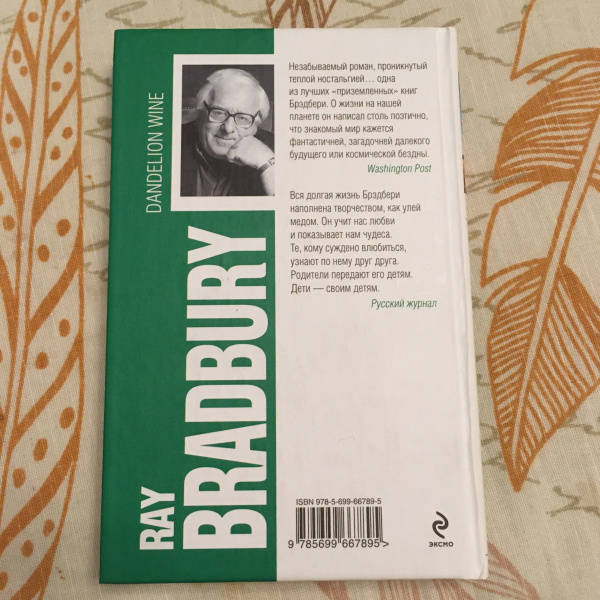 DANDELION WINE
RAY
BRADBURY
Незабываемый роман, проникнутый
теплой ностальгией... одна
из лучших «приземленных» книг
Брэдбери. О жизни на нашей
планете он написал столь поэтично,
что знакомый мир кажется
фантастичней, загадочней далекого
будущего или космической бездны.
Washington Post
Вся долгая жизнь Брэдбери
наполнена творчеством, как улей
медом. Он учит нас любви
и показывает нам чудеса.
Те, кому суждено влюбиться,
узнают по нему друг друга.
Родители передают его детям.
Дети — своим детям.
Русский журнал
ISBN 978-5-699-66789-5
9 785699 667895 >
ЭКСМО